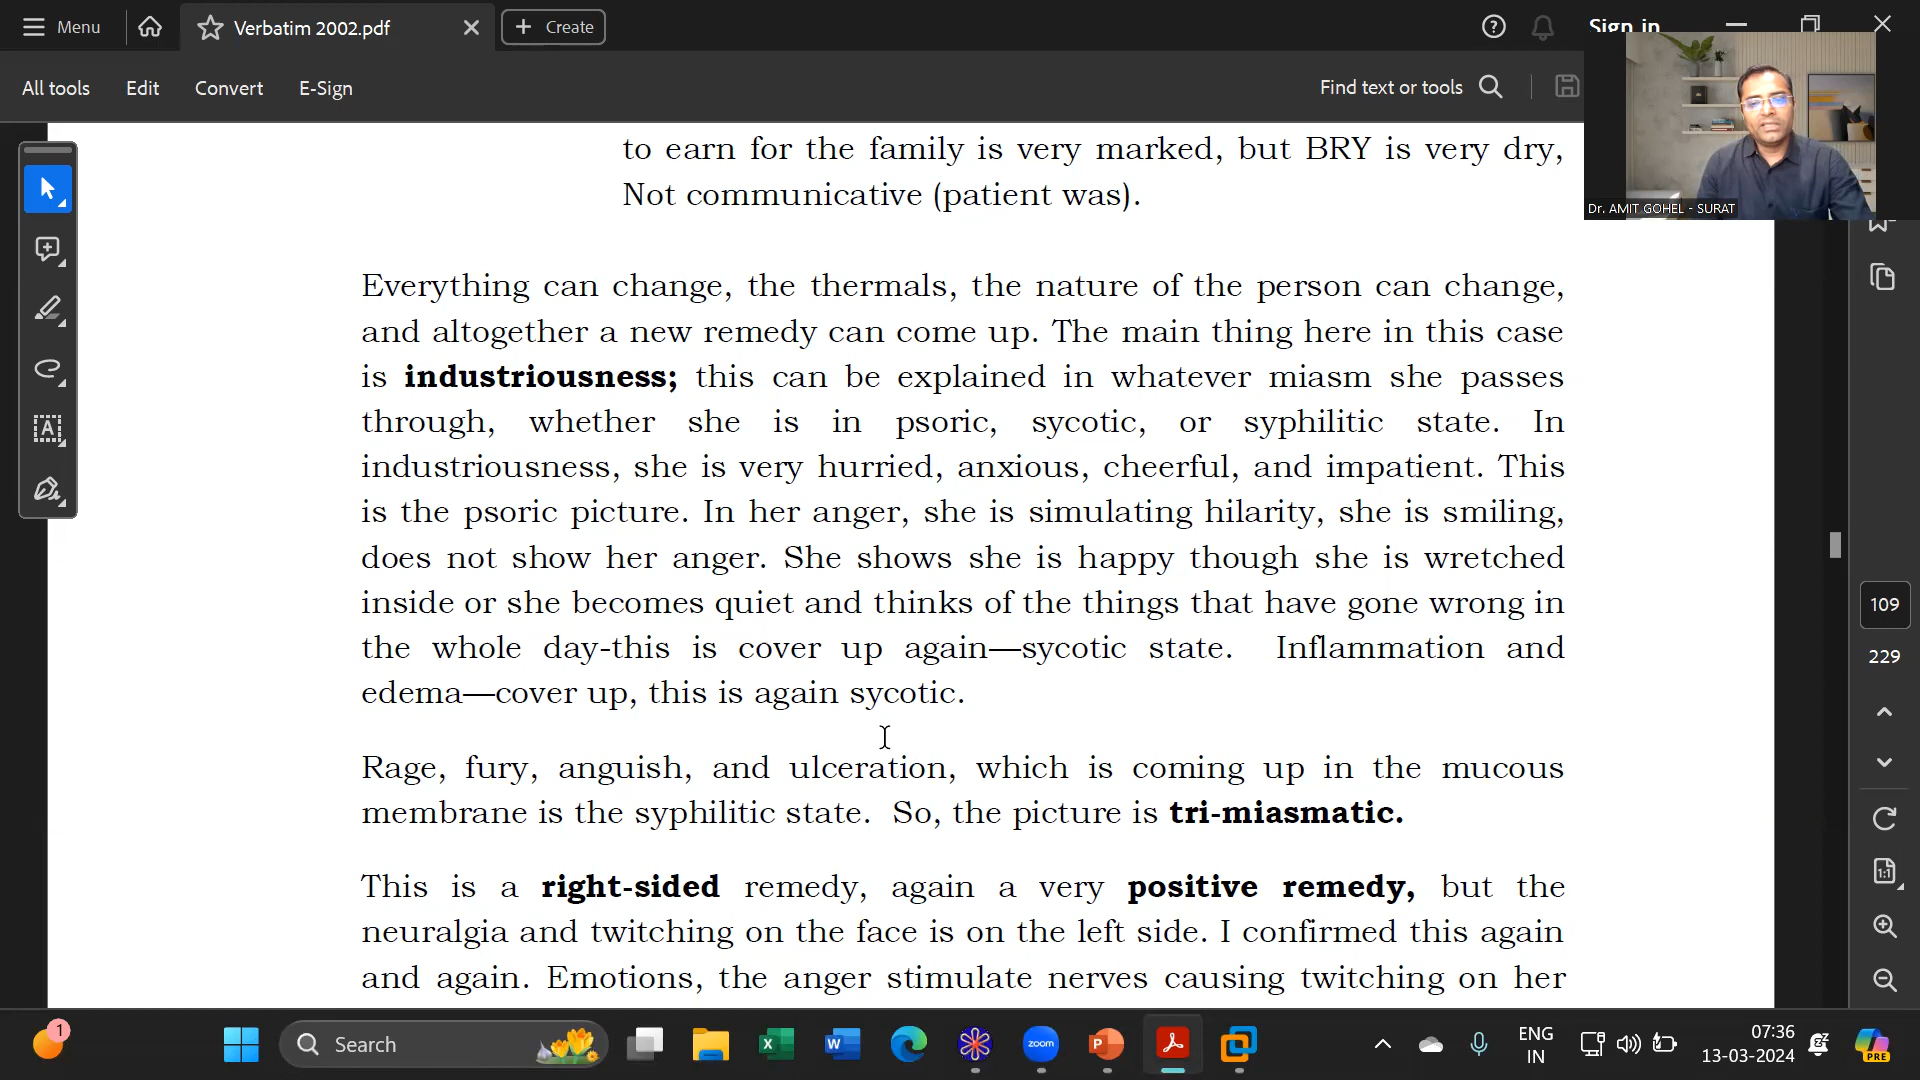 Menu
Verbatim 2002.pdf
Create
Sign in
All tools
Edit
Convert
E-Sign
Find text or tools
Dr. AMIT GOHEL - SURAT
to earn for the family is very marked, but BRY is very dry,
Not communicative (patient was).
Everything can change, the thermals, the nature of the person can change,
and altogether a new remedy can come up. The main thing here in this case
is industriousness; this can be explained in whatever miasm she passes
through, whether she is in psoric, sycotic, or syphilitic state. In
industriousness, she is very hurried, anxious, cheerful, and impatient. This
is the psoric picture. In her anger, she is simulating hilarity, she is smiling,
does not show her anger. She shows she is happy though she is wretched
inside or she becomes quiet and thinks of the things that have gone wrong in
the whole day-this is cover up again—sycotic state. Inflammation and
edema—cover up, this is again sycotic.
Rage, fury, anguish, and ulceration, which is coming up in the mucous
membrane is the syphilitic state. So, the picture is tri-miasmatic.
This is a right-sided remedy, again a very positive remedy, but the
neuralgia and twitching on the face is on the left side. I confirmed this again
and again. Emotions, the anger stimulate nerves causing twitching on her
109
229
1:1
1
Search
zoom
ENG
IN
07:36
13-03-2024
PRE